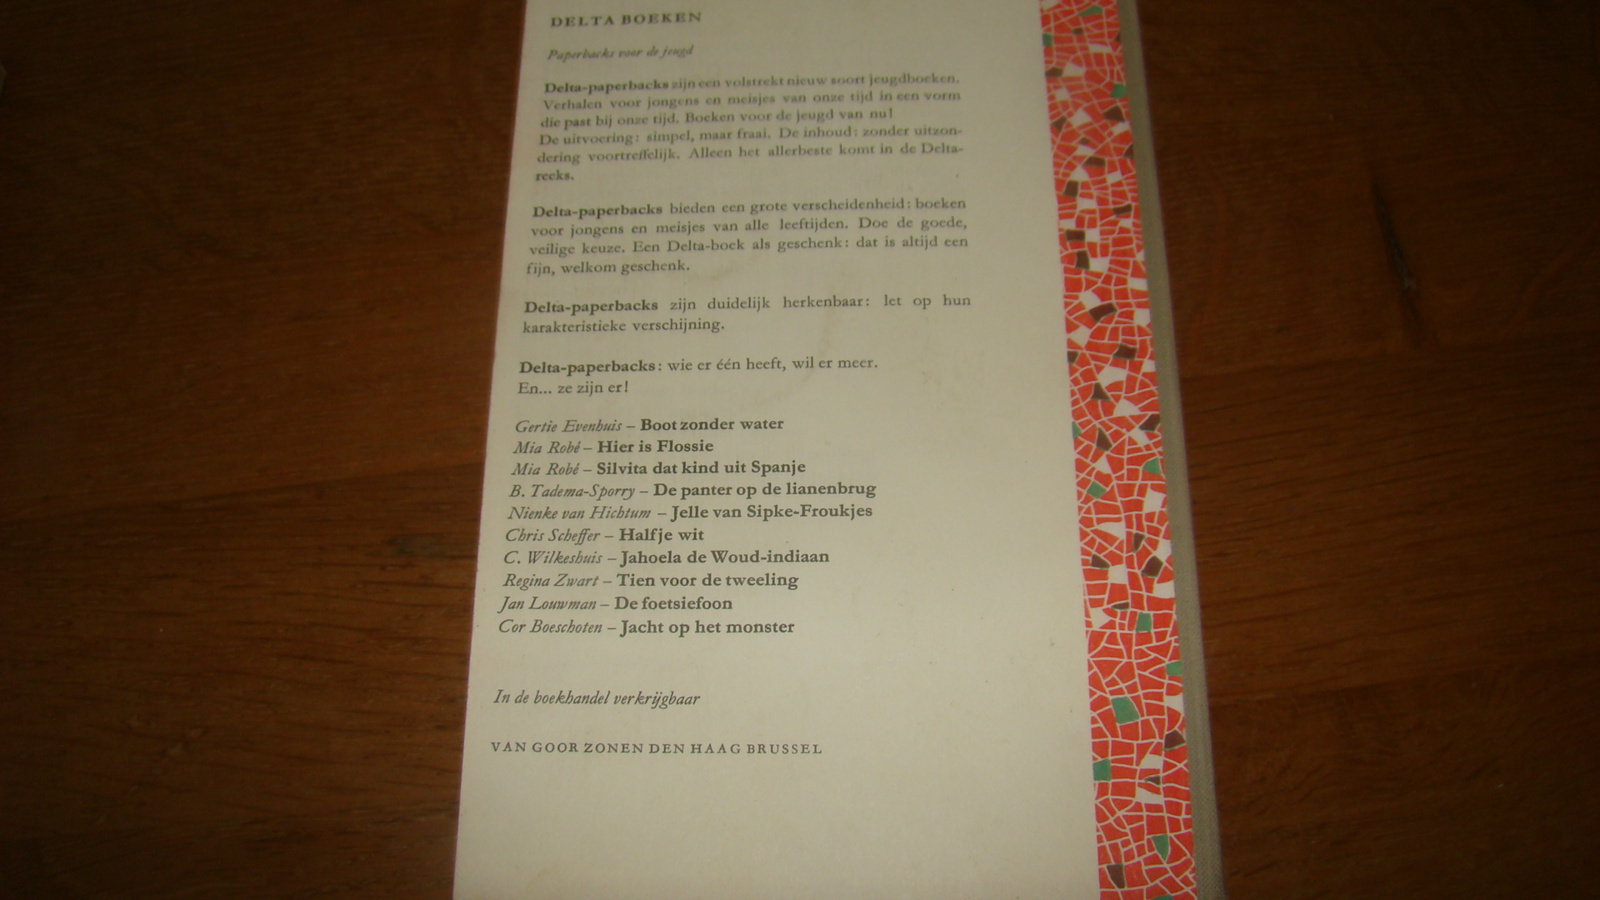 DELTA BOEKEN
Paperbacks voor de jeugd
Delta-paperbacks zijn een volstrekt nieuw soort jeugdboeken.
Verhalen voor jongens en meisjes van onze tijd in een vorm
die past bij onze tijd. Boeken voor de jeugd van nu!
De uitvoering: simpel, maar fraai. De inhoud: zonder uitzon-
dering voortreffelijk. Alleen het allerbeste komt in de Delta-
reeks.
Delta-paperbacks bieden een grote verscheidenheid: boeken
voor jongens en meisjes van alle leeftijden. Doe de goede,
veilige keuze. Een Delta-boek als geschenk: dat is altijd een
fijn, welkom geschenk.
Delta-paperbacks zijn duidelijk herkenbaar: let op hun
karakteristieke verschijning.
Delta-paperbacks: wie er één heeft, wil er meer.
En... ze zijn er!
Gertie Evenhuis – Boot zonder water
Mia Robé – Hier is Flossie
Mia Robé – Silvita dat kind uit Spanje
B. Tadema-Sporry – De panter op de lianenbrug
Nienke van Hichtum – Jelle van Sipke-Froukjes
Chris Scheffer – Halfje wit
C. Wilkeshuis – Jahoela de Woud-indiaan
Regina Zwart – Tien voor de tweeling
Jan Louwman – De foetsiefoon
Cor Boeschoten – Jacht op het monster
In de boekhandel verkrijgbaar
VAN GOOR ZONEN DEN HAAG BRUSSEL